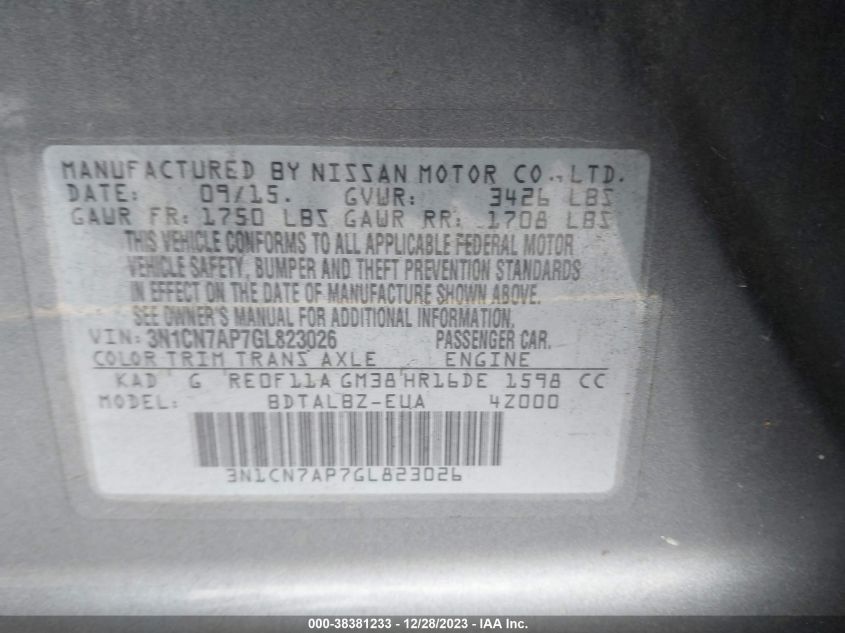 MANUFACTURED BY NISSAN MOTOR CO., LTD.
DATE: 09/15. GVWR: 3426 LBS
GAWR FR: 1750 LBS GAWR RR: 1708 LBS
THIS VEHICLE CONFORMS TO ALL APPLICABLE FEDERAL MOTOR
VEHICLE SAFETY, BUMPER AND THEFT PREVENTION STANDARDS
IN EFFECT ON THE DATE OF MANUFACTURE SHOWN ABOVE.
SEE OWNER'S MANUAL FOR ADDITIONAL INFORMATION.
VIN: 3N1CN7AP7GL823026 PASSENGER CAR.
COLOR TRIM TRANS AXLE ENGINE
KAD G RE0F11A GM38 HR16DE 1598 CC
MODEL: BDTALBZ-EUA 4Z000
3N1CN7AP7GL823026
000-38381233 - 12/28/2023 - IAA Inc.